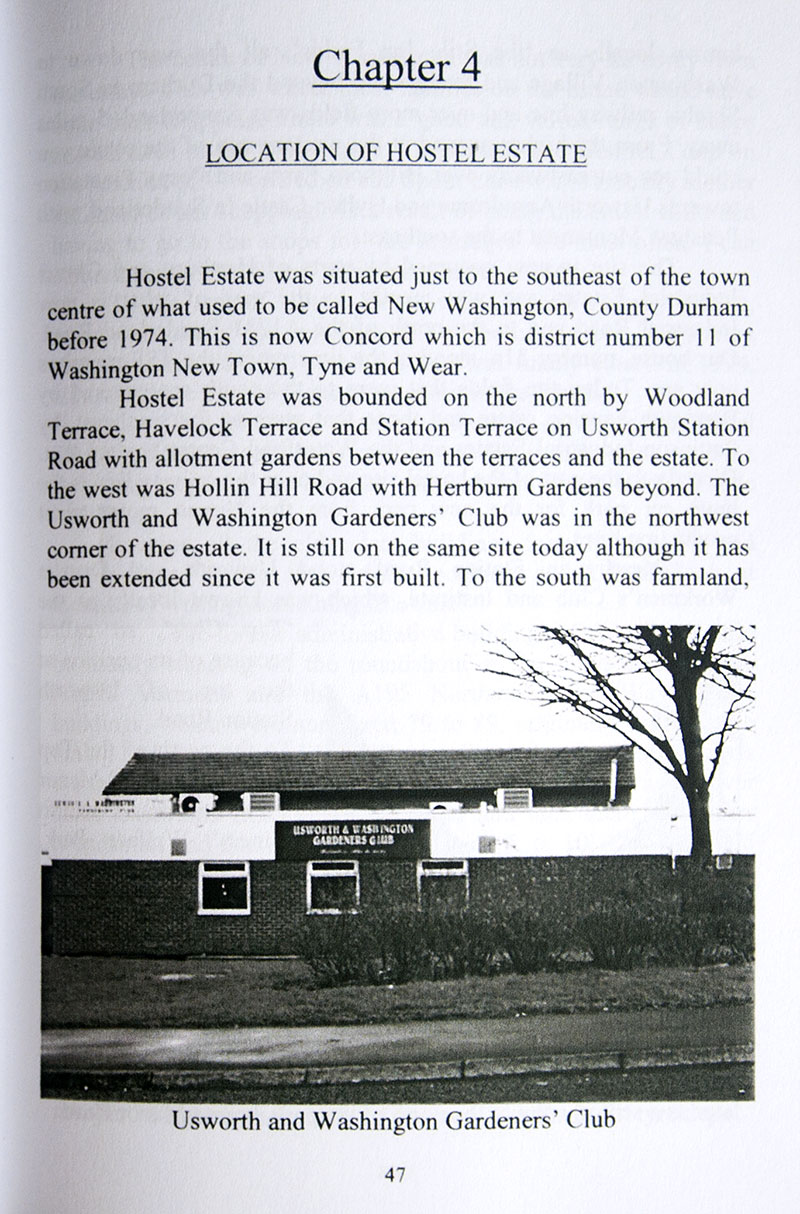 Chapter 4
LOCATION OF HOSTEL ESTATE
Hostel Estate was situated just to the southeast of the town
centre of what used to be called New Washington, County Durham
before 1974. This is now Concord which is district number 11 of
Washington New Town, Tyne and Wear.
Hostel Estate was bounded on the north by Woodland
Terrace, Havelock Terrace and Station Terrace on Usworth Station
Road with allotment gardens between the terraces and the estate. To
the west was Hollin Hill Road with Hertburn Gardens beyond. The
Usworth and Washington Gardeners' Club was in the northwest
corner of the estate. It is still on the same site today although it has
been extended since it was first built. To the south was farmland,
USWORTH & WASHINGTON
GARDENERS CLUB
Usworth and Washington Gardeners' Club
47